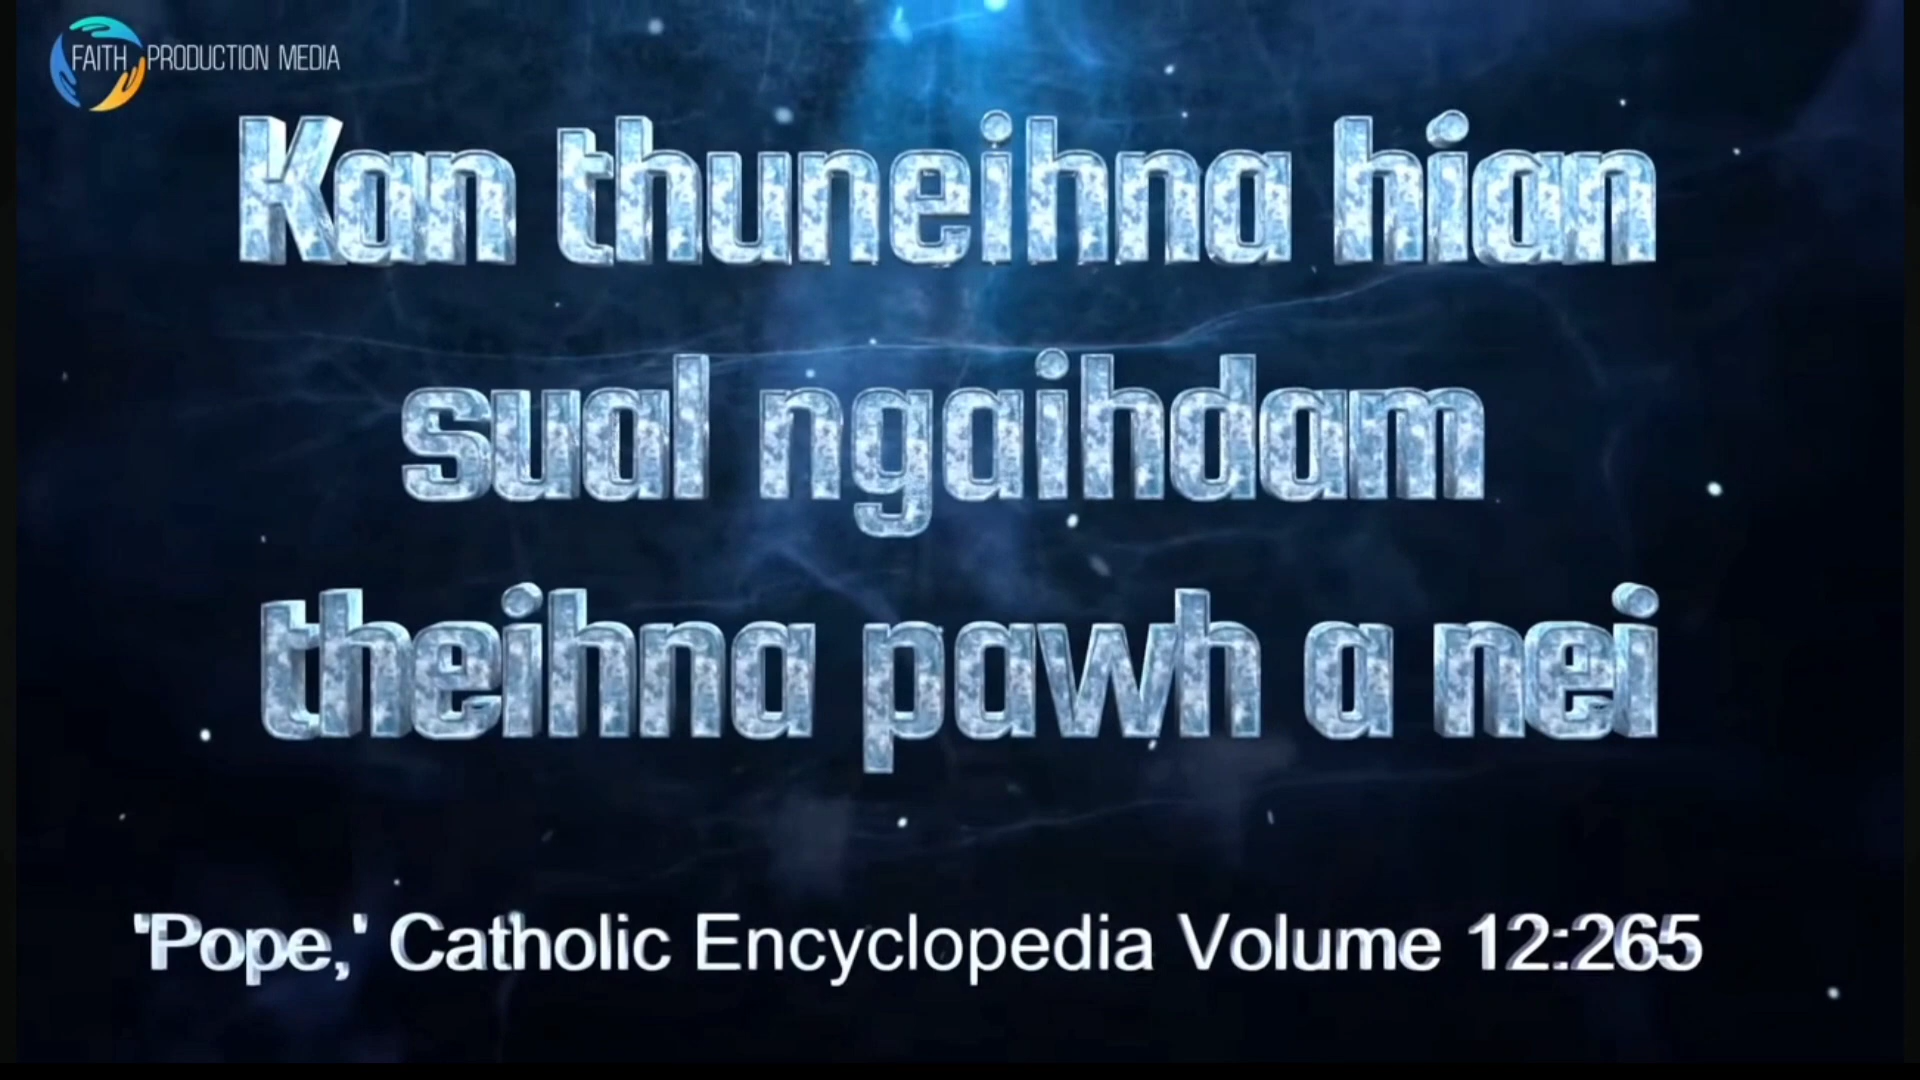 FAITH PRODUCTION MEDIA
Kan thuneihna hian
sual ngaihdam
theihna pawh a nei
'Pope,' Catholic Encyclopedia Volume 12:265